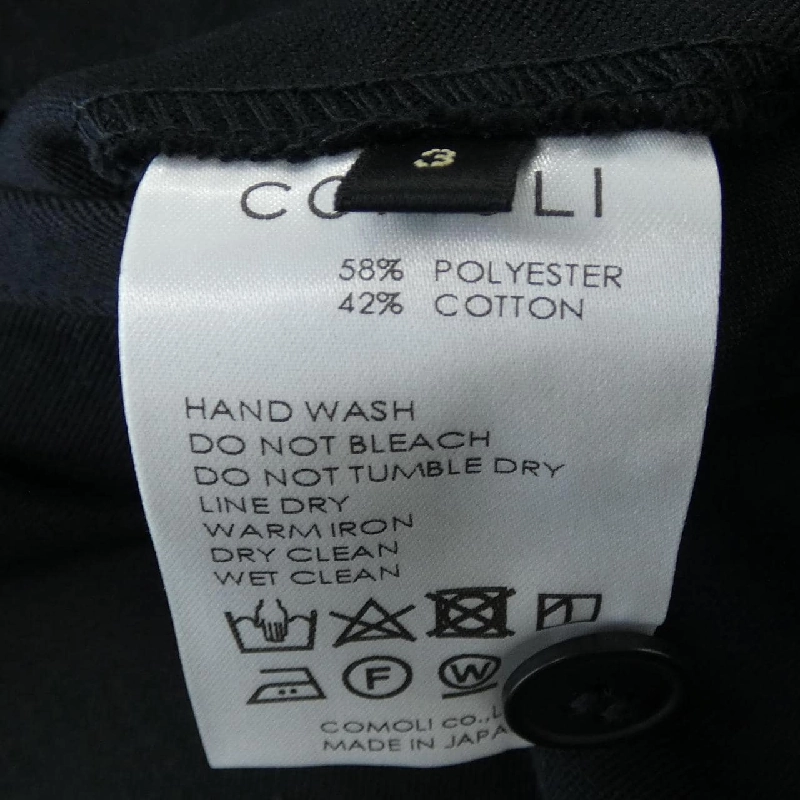 3
58% POLYESTER
42% COTTON
HAND WASH
DO NOT BLEACH
DO NOT TUMBLE DRY
LINE DRY
WARM IRON
DRY CLEAN
WET CLEAN
F W
COMOLI CO.,L
MADE IN JAPA